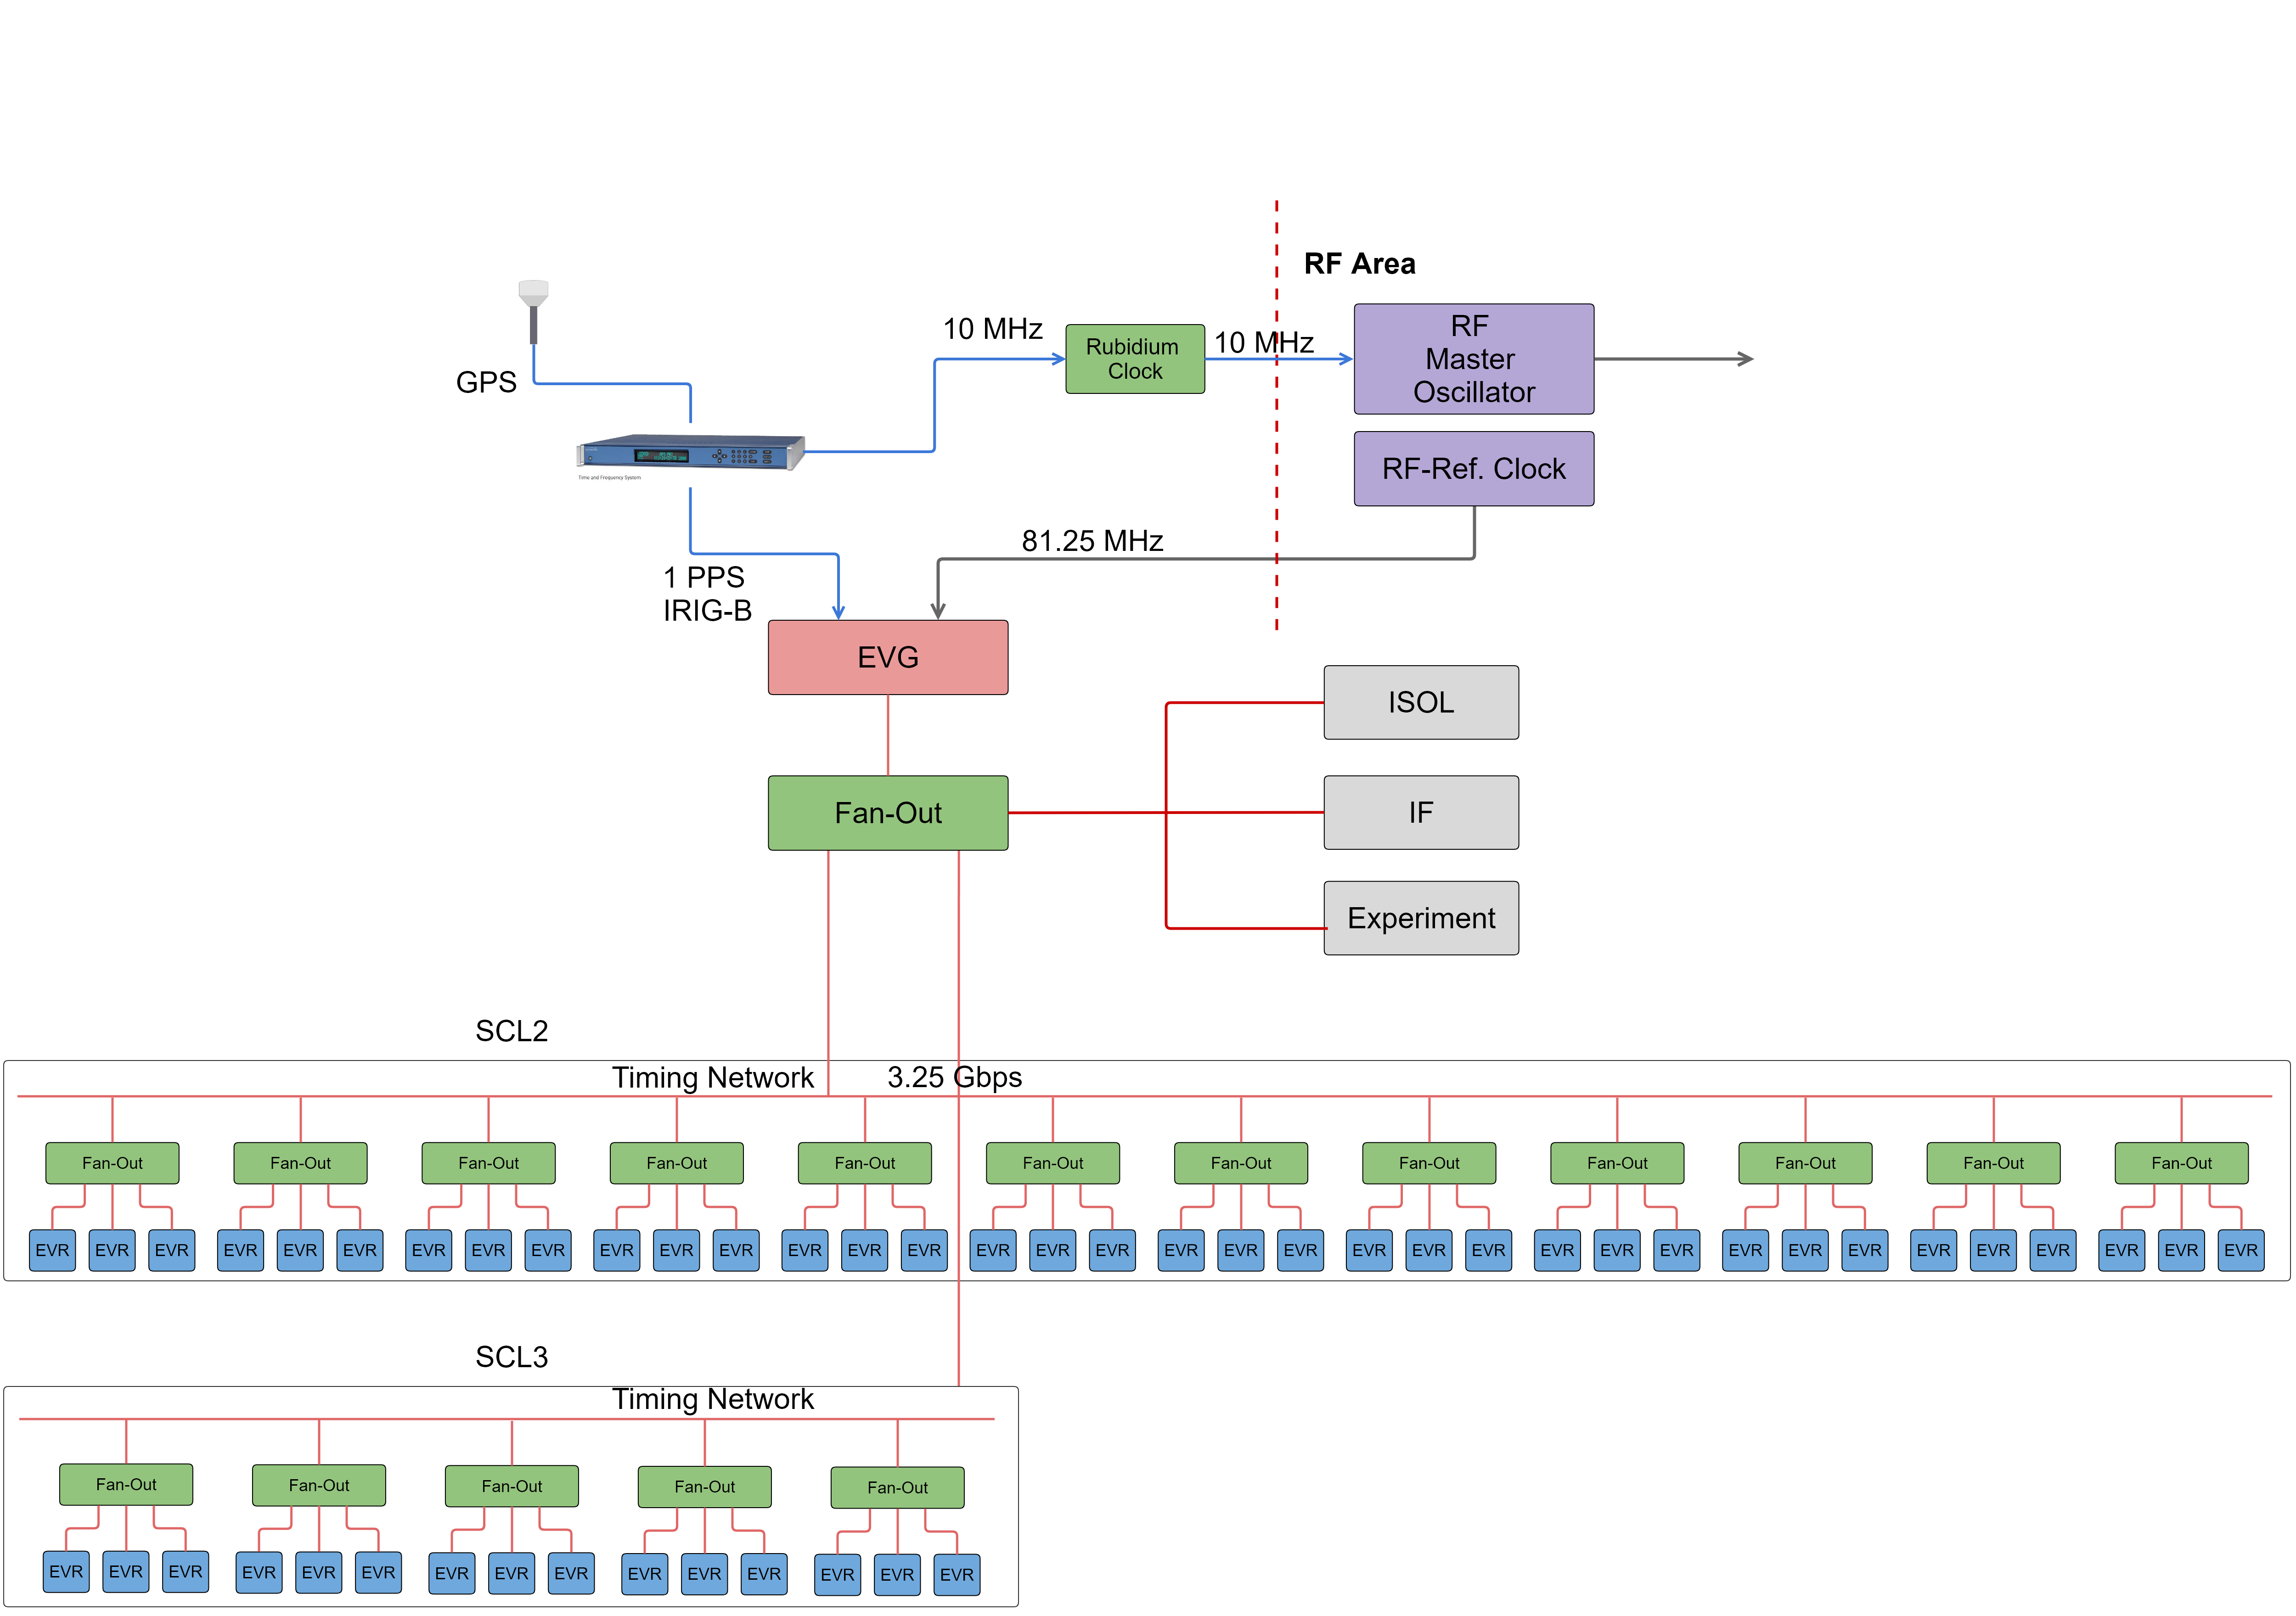 RF Area
10 MHz
Rubidium
Clock
10 MHz
RF
Master
Oscillator
GPS
Time and Frequency System
RF-Ref. Clock
81.25 MHz
1 PPS
IRIG-B
EVG
ISOL
Fan-Out
IF
Experiment
SCL2
Timing Network
3.25 Gbps
Fan-Out Fan-Out Fan-Out Fan-Out Fan-Out Fan-Out Fan-Out Fan-Out Fan-Out Fan-Out Fan-Out Fan-Out
EVR EVR EVR EVR EVR EVR EVR EVR EVR EVR EVR EVR EVR EVR EVR EVR EVR EVR EVR EVR EVR EVR EVR EVR EVR EVR EVR EVR EVR EVR EVR EVR EVR EVR EVR EVR
SCL3
Timing Network
Fan-Out Fan-Out Fan-Out Fan-Out Fan-Out
EVR EVR EVR EVR EVR EVR EVR EVR EVR EVR EVR EVR EVR EVR EVR